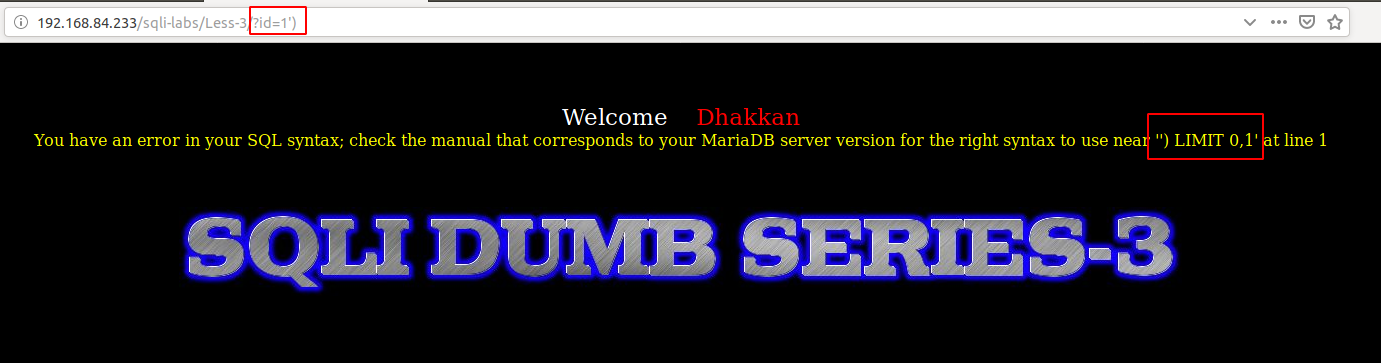 192.168.84.233/sqli-labs/Less-3/?id=1')
Welcome Dhakkan
You have an error in your SQL syntax; check the manual that corresponds to your MariaDB server version for the right syntax to use near '') LIMIT 0,1' at line 1
SQLI DUMB SERIES-3